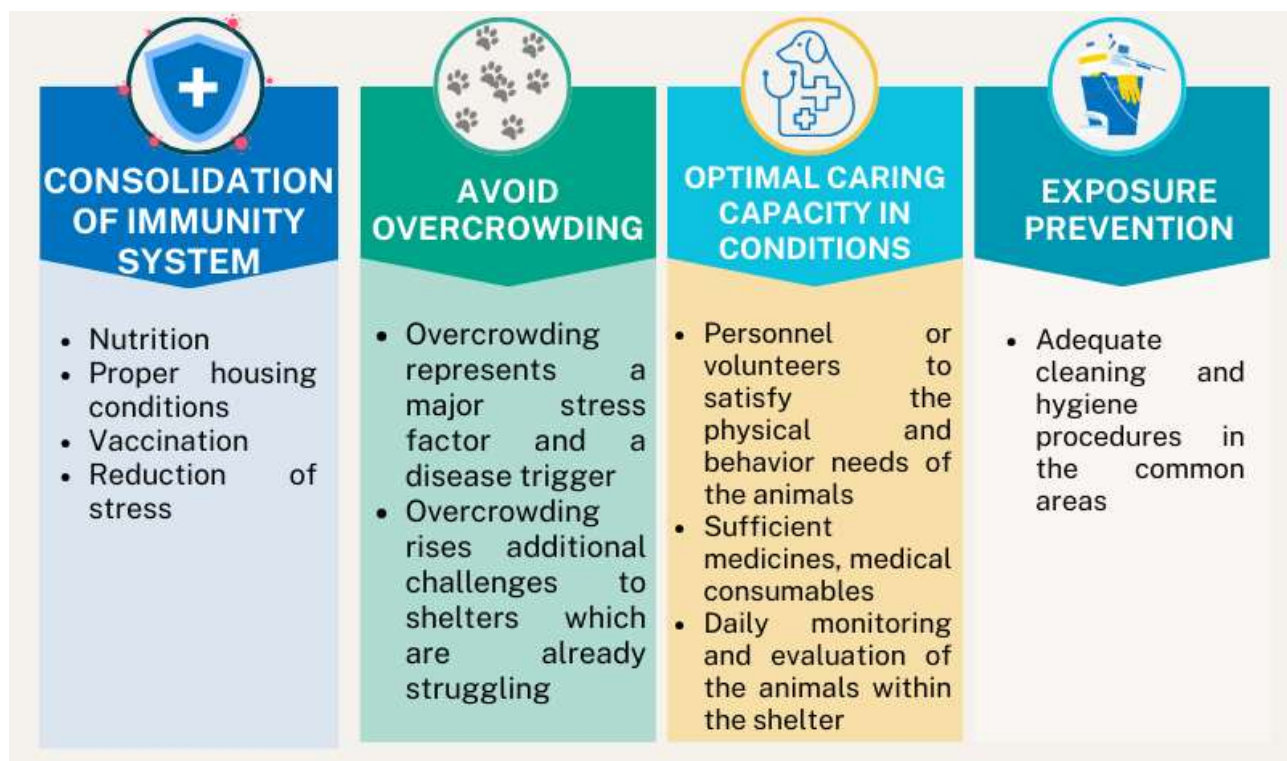 CONSOLIDATION
OF IMMUNITY
SYSTEM
• Nutrition
• Proper housing
conditions
• Vaccination
• Reduction of
stress
AVOID
OVERCROWDING
• Overcrowding
represents a
major stress
factor and a
disease trigger
• Overcrowding
rises additional
challenges to
shelters which
are already
struggling
OPTIMAL CARING
CAPACITY IN
CONDITIONS
• Personnel or
volunteers to
satisfy the
physical and
behavior needs of
the animals
• Sufficient
medicines, medical
consumables
• Daily monitoring
and evaluation of
the animals within
the shelter
EXPOSURE
PREVENTION
• Adequate
cleaning and
hygiene
procedures in
the common
areas